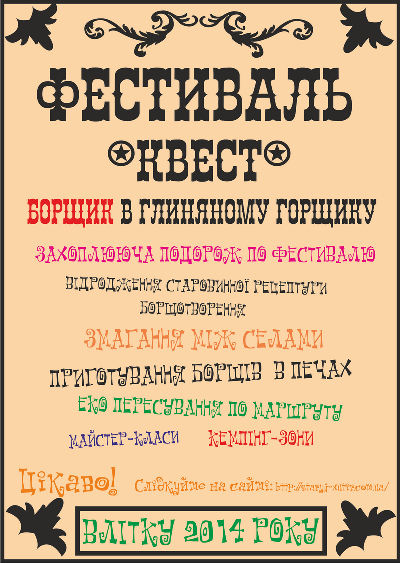 ФЕСТИВАЛЬ
КВЕСТ
БОРЩИК В ГЛИНЯНОМУ ГОРЩИКУ
ЗАХОПЛЮЮЧА ПОДОРОЖ ПО ФЕСТИВАЛЮ
ВІДРОДЖЕННЯ СТАРОВИННОЇ РЕЦЕПТУРИ
БОРЩОТВОРЕННЯ
ЗМАГАННЯ МІЖ СЕЛАМИ
ПРИГОТУВАННЯ БОРЩІВ В ПЕЧАХ
ЕКО ПЕРЕСУВАННЯ ПО МАРШРУТУ
МАЙСТЕР-КЛАСИ КЕМПІНГ-ЗОНИ
Цікаво! Слідкуйте на сайті:
ВЛІТКУ 2014 РОКУ